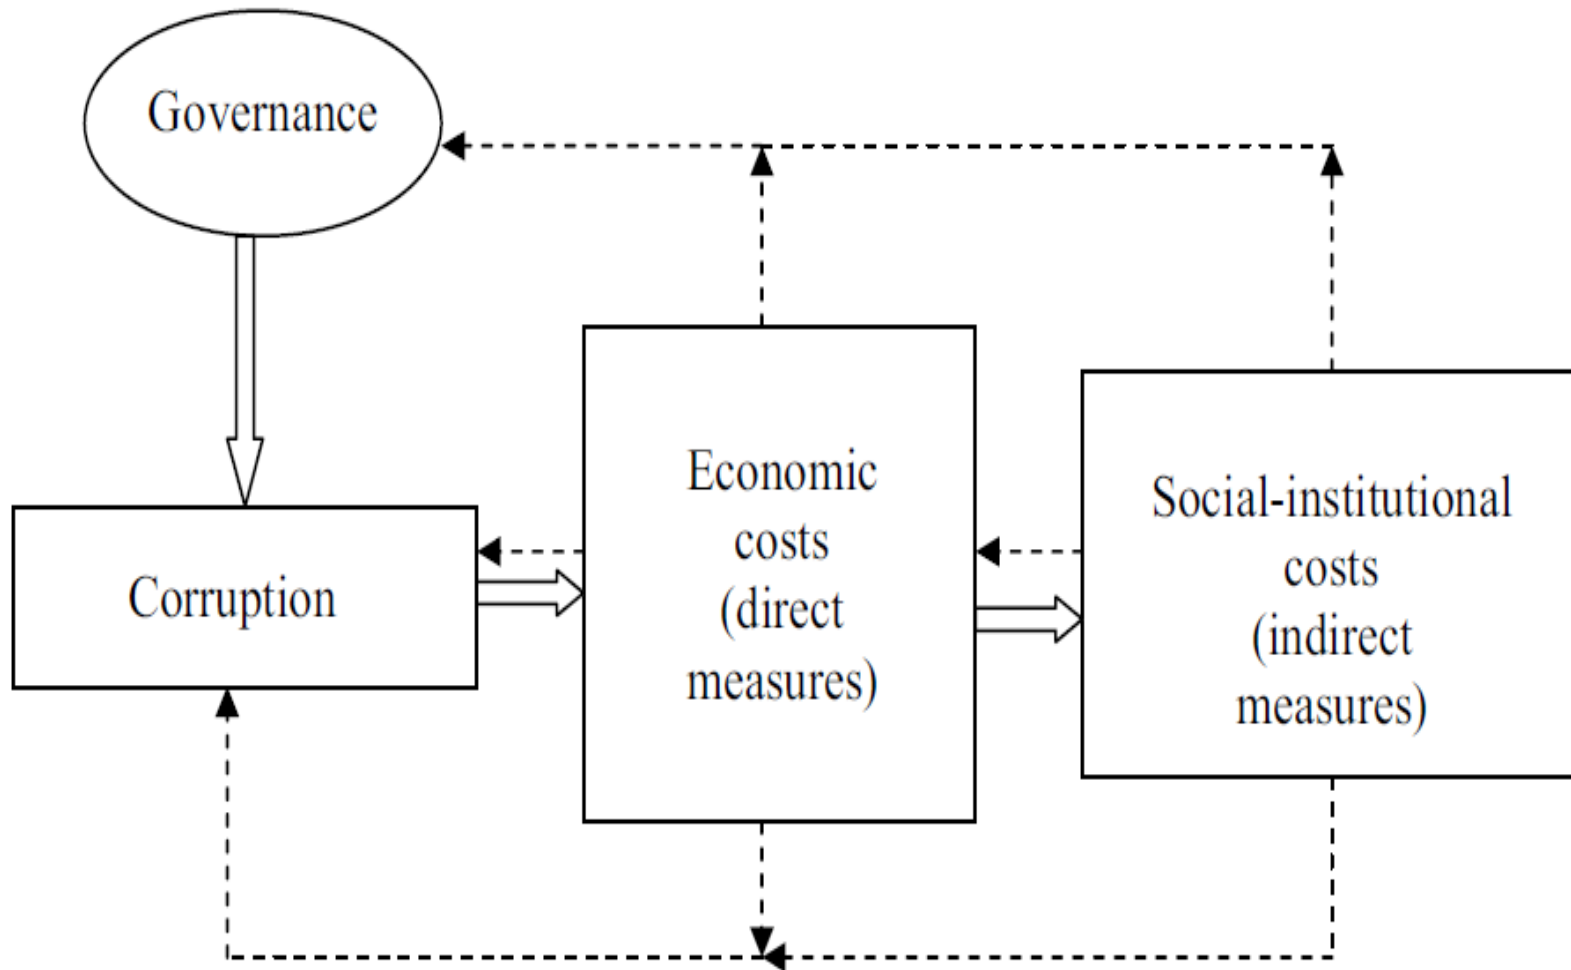 Governance
Corruption
Economic
costs
(direct
measures)
Social-institutional
costs
(indirect
measures)